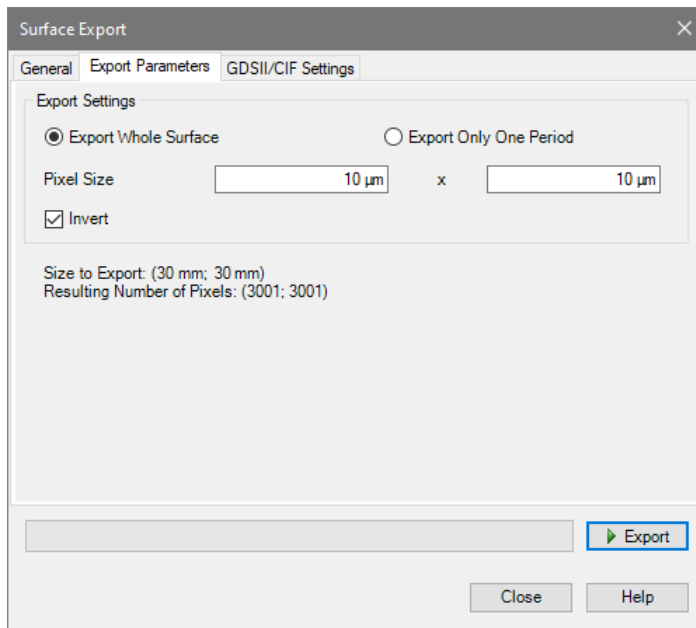 Surface Export
General Export Parameters GDSII/CIF Settings
Export Settings
Export Whole Surface Export Only One Period
Pixel Size 10 µm x 10 µm
Invert
Size to Export: (30 mm; 30 mm)
Resulting Number of Pixels: (3001; 3001)
Export
Close Help